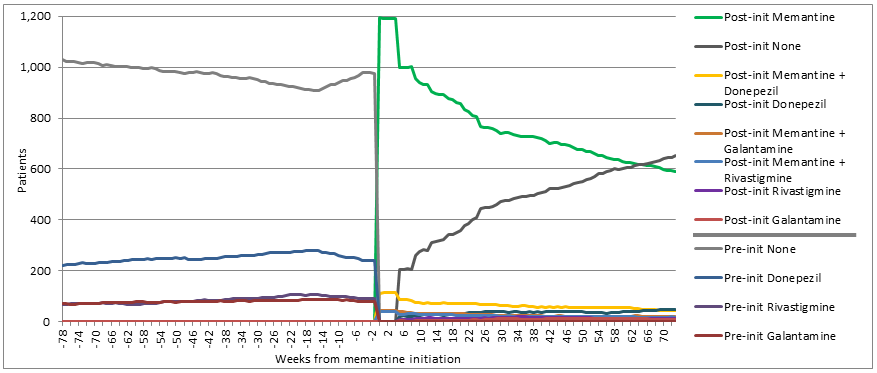 1,200
1,000
800
600
400
200
0
Patients
-78 -74 -70 -66 -62 -58 -54 -50 -46 -42 -38 -34 -30 -26 -22 -18 -14 -10 -6 -2 2 6 10 14 18 22 26 30 34 38 42 46 50 54 58 62 66 70
Weeks from memantine initiation
Post-init Memantine
Post-init None
Post-init Memantine +
Donepezil
Post-init Donepezil
Post-init Memantine +
Galantamine
Post-init Memantine +
Rivastigmine
Post-init Rivastigmine
Post-init Galantamine
Pre-init None
Pre-init Donepezil
Pre-init Rivastigmine
Pre-init Galantamine